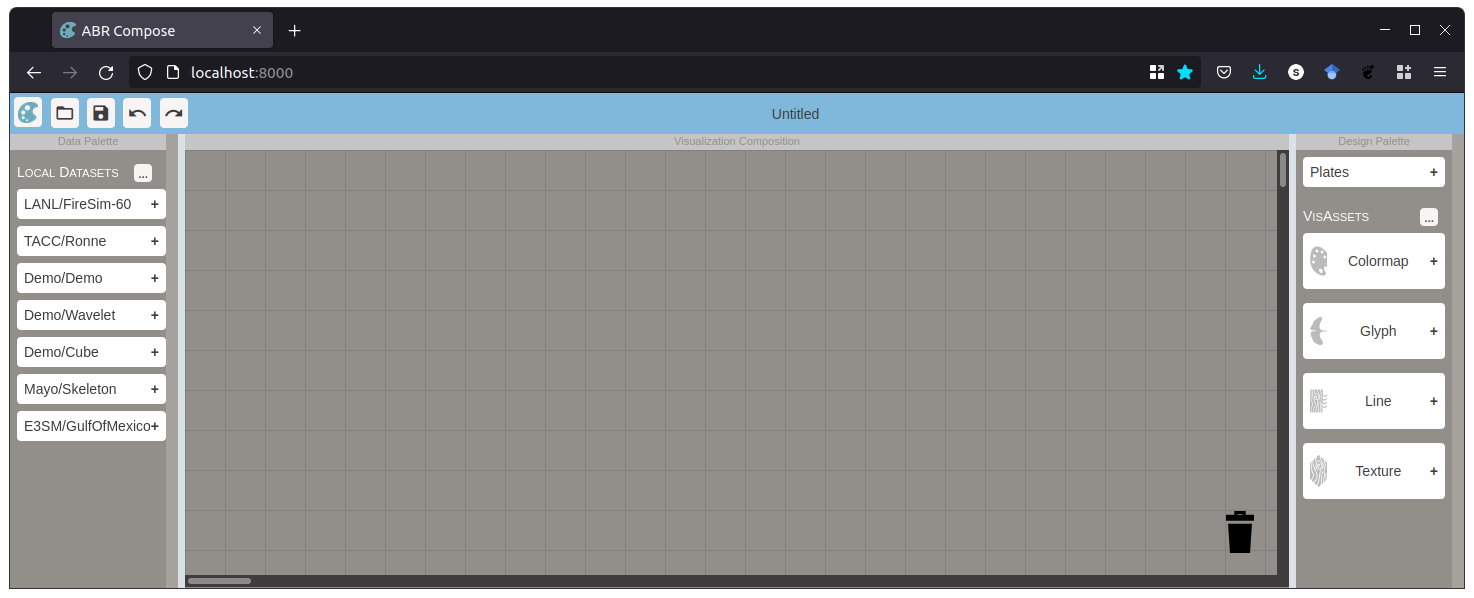 ABR Compose
localhost:8000
S
Untitled
Data Palette
Visualization Composition
Design Palette
LOCAL DATASETS ...
LANL/FireSim-60 +
TACC/Ronne +
Demo/Demo +
Demo/Wavelet +
Demo/Cube +
Mayo/Skeleton +
E3SM/GulfOfMexico+
Plates +
VISASSETS ...
Colormap +
Glyph +
Line +
Texture +